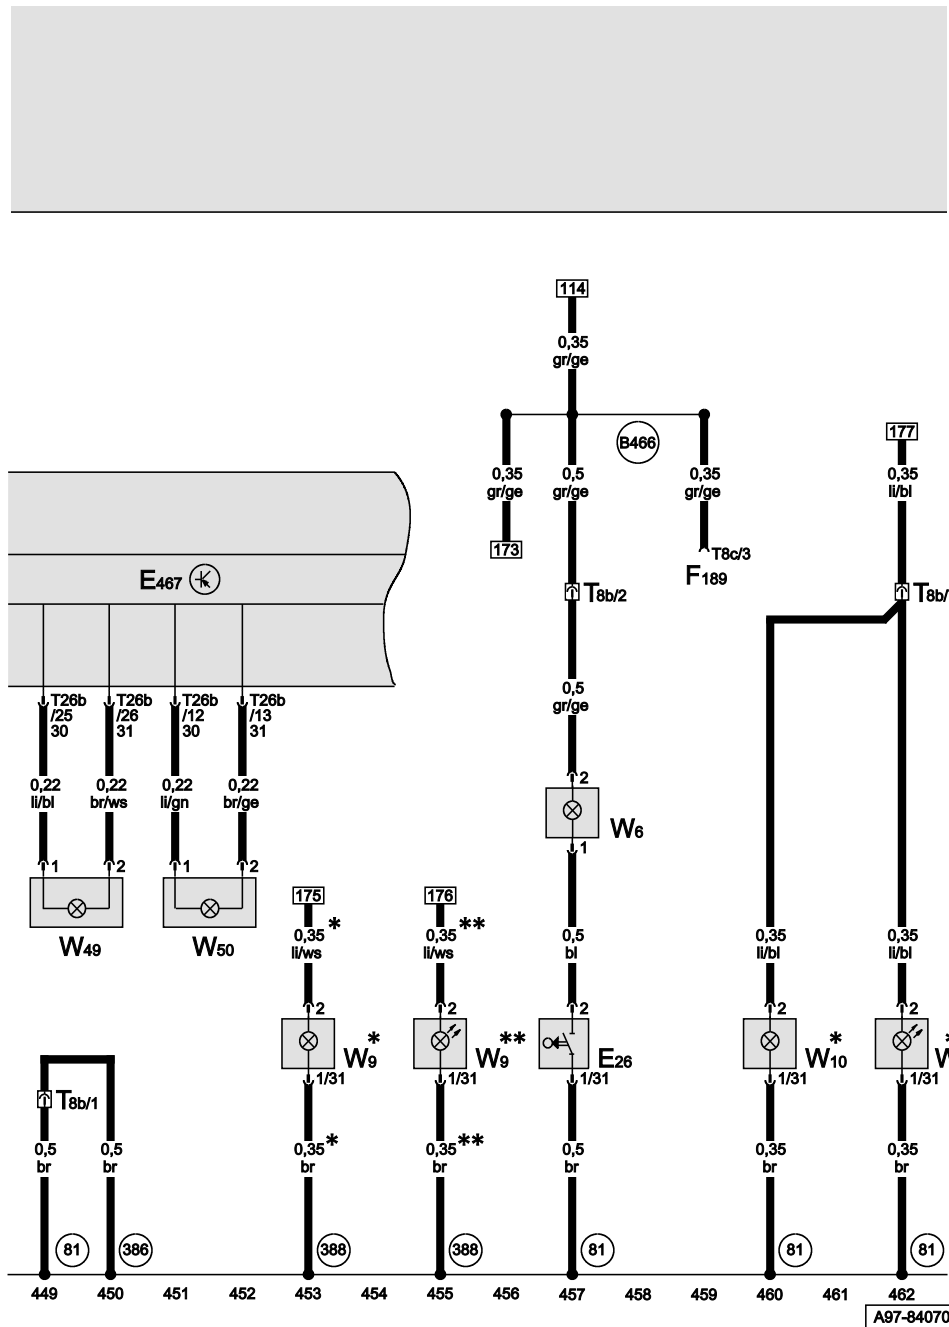 114
0,35
gr/ge
B466
177
0,35
gr/ge
0,5
gr/ge
0,35
gr/ge
0,35
li/bl
173
T8c/3
F189
E467
T8b/2
T8b/
T26b
/25
30
T26b
/26
31
T26b
/12
30
T26b
/13
31
0,5
gr/ge
0,22
li/bl
0,22
br/ws
0,22
li/gn
0,22
br/ge
2
W6
1
1
2
1
2
W49
W50
175
176
0,35*
li/ws
0,35**
li/ws
0,5
bl
0,35
li/bl
0,35
li/bl
2
2
2
2
2
W9*
W9**
E26
W10*
W*
1/31
1/31
1/31
1/31
1/31
T8b/1
0,5
br
0,5
br
0,35*
br
0,35**
br
0,5
br
0,35
br
0,35
br
81
386
388
388
81
81
81
449 450 451 452 453 454 455 456 457 458 459 460 461 462
A97-84070